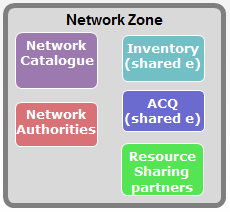 Network Zone
Network
Catalogue
Inventory
(shared e)
Network
Authorities
ACQ
(shared e)
Resource
Sharing
partners